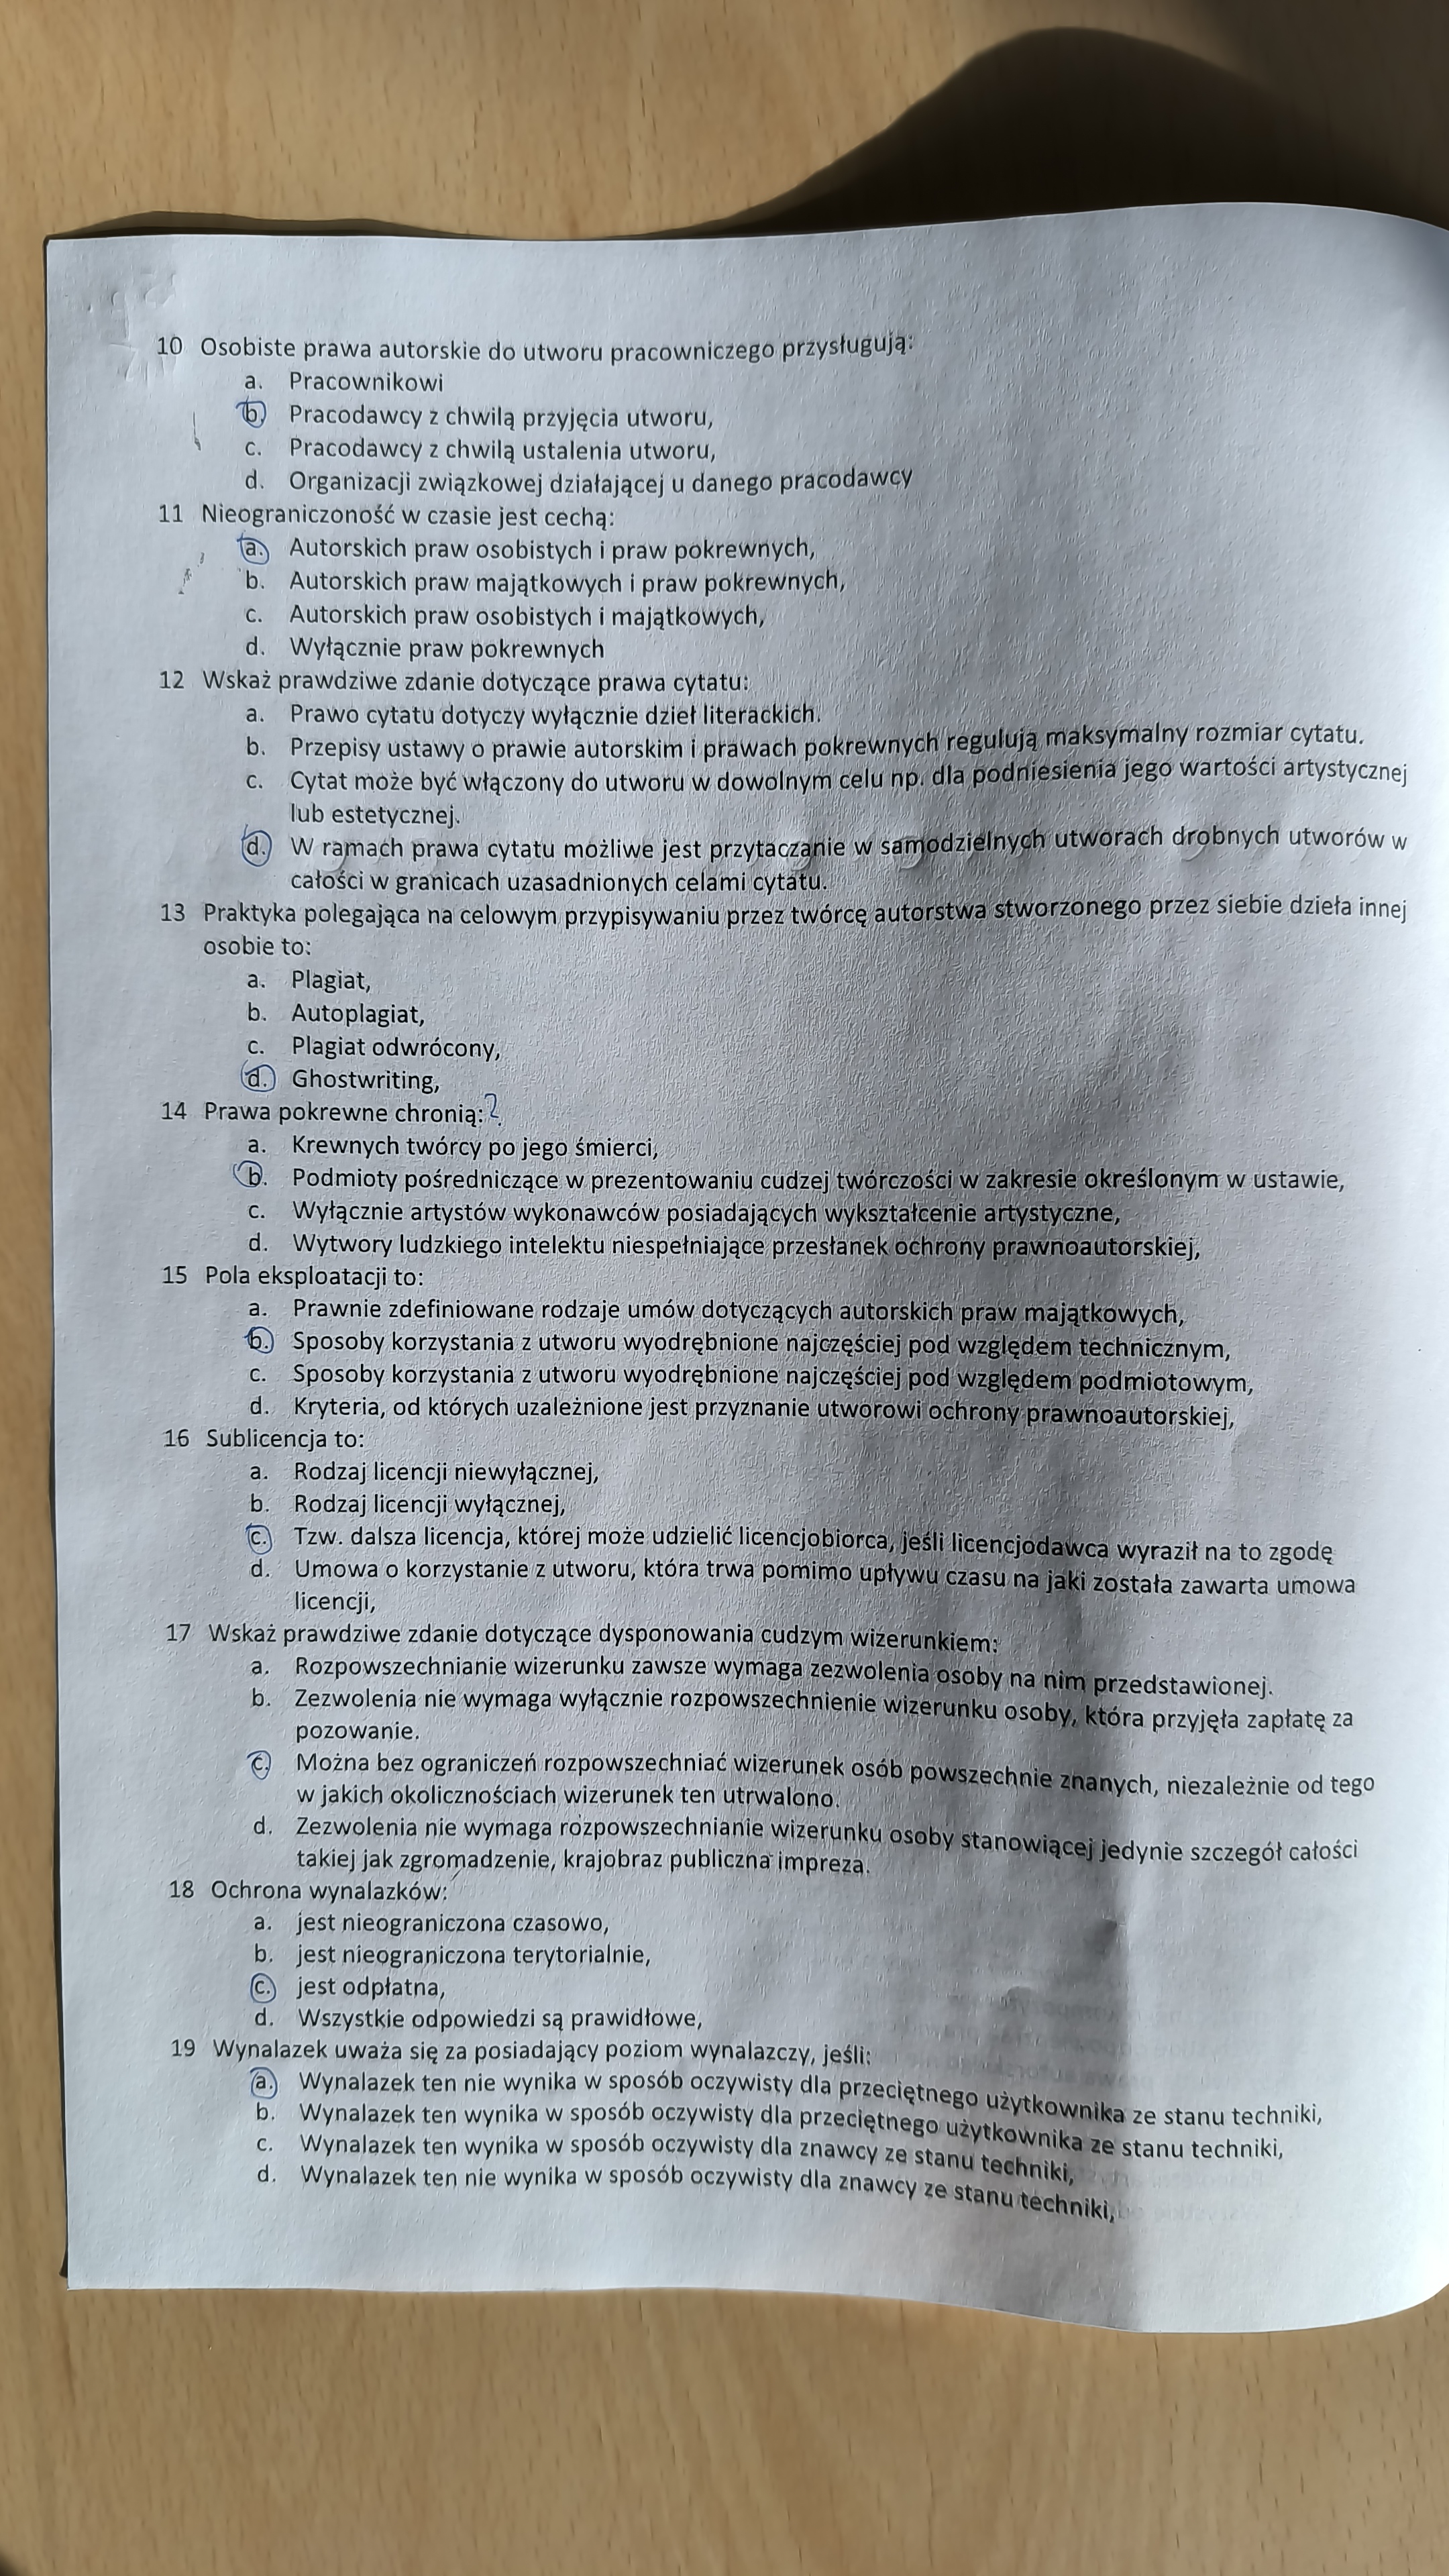 10 Osobiste prawa autorskie do utworu pracowniczego przysługują:
a. Pracownikowi
b. Pracodawcy z chwilą przyjęcia utworu,
c. Pracodawcy z chwilą ustalenia utworu,
d. Organizacji związkowej działającej u danego pracodawcy
11 Nieograniczoność w czasie jest cechą:
a. Autorskich praw osobistych i praw pokrewnych,
b. Autorskich praw majątkowych i praw pokrewnych,
c. Autorskich praw osobistych i majątkowych,
d. Wyłącznie praw pokrewnych
12 Wskaż prawdziwe zdanie dotyczące prawa cytatu:
a. Prawo cytatu dotyczy wyłącznie dzieł literackich.
b. Przepisy ustawy o prawie autorskim i prawach pokrewnych regulują maksymalny rozmiar cytatu.
c. Cytat może być włączony do utworu w dowolnym celu np. dla podniesienia jego wartości artystycznej
lub estetycznej.
d. W ramach prawa cytatu możliwe jest przytaczanie w samodzielnych utworach drobnych utworów w
całości w granicach uzasadnionych celami cytatu.
13 Praktyka polegająca na celowym przypisywaniu przez twórcę autorstwa stworzonego przez siebie dzieła innej
osobie to:
a. Plagiat,
b. Autoplagiat,
c. Plagiat odwrócony,
d. Ghostwriting,
14 Prawa pokrewne chronią: ?
a. Krewnych twórcy po jego śmierci,
b. Podmioty pośredniczące w prezentowaniu cudzej twórczości w zakresie określonym w ustawie,
c. Wyłącznie artystów wykonawców posiadających wykształcenie artystyczne,
d. Wytwory ludzkiego intelektu niespełniające przesłanek ochrony prawnoautorskiej,
15 Pola eksploatacji to:
a. Prawnie zdefiniowane rodzaje umów dotyczących autorskich praw majątkowych,
b. Sposoby korzystania z utworu wyodrębnione najczęściej pod względem technicznym,
c. Sposoby korzystania z utworu wyodrębnione najczęściej pod względem podmiotowym,
d. Kryteria, od których uzależnione jest przyznanie utworowi ochrony prawnoautorskiej,
16 Sublicencja to:
a. Rodzaj licencji niewyłącznej,
b. Rodzaj licencji wyłącznej,
c. Tzw. dalsza licencja, której może udzielić licencjobiorca, jeśli licencjodawca wyraził na to zgodę
d. Umowa o korzystanie z utworu, która trwa pomimo upływu czasu na jaki została zawarta umowa
licencji,
17 Wskaż prawdziwe zdanie dotyczące dysponowania cudzym wizerunkiem:
a. Rozpowszechnianie wizerunku zawsze wymaga zezwolenia osoby na nim przedstawionej.
b. Zezwolenia nie wymaga wyłącznie rozpowszechnienie wizerunku osoby, która przyjęła zapłatę za
pozowanie.
c. Można bez ograniczeń rozpowszechniać wizerunek osób powszechnie znanych, niezależnie od tego
w jakich okolicznościach wizerunek ten utrwalono.
d. Zezwolenia nie wymaga rozpowszechnianie wizerunku osoby stanowiącej jedynie szczegół całości
takiej jak zgromadzenie, krajobraz publiczna impreza.
18 Ochrona wynalazków:
a. jest nieograniczona czasowo,
b. jest nieograniczona terytorialnie,
c. jest odpłatna,
d. Wszystkie odpowiedzi są prawidłowe,
19 Wynalazek uważa się za posiadający poziom wynalazczy, jeśli:
a. Wynalazek ten nie wynika w sposób oczywisty dla przeciętnego użytkownika ze stanu techniki,
b. Wynalazek ten wynika w sposób oczywisty dla przeciętnego użytkownika ze stanu techniki,
c. Wynalazek ten wynika w sposób oczywisty dla znawcy ze stanu techniki,
d. Wynalazek ten nie wynika w sposób oczywisty dla znawcy ze stanu techniki,